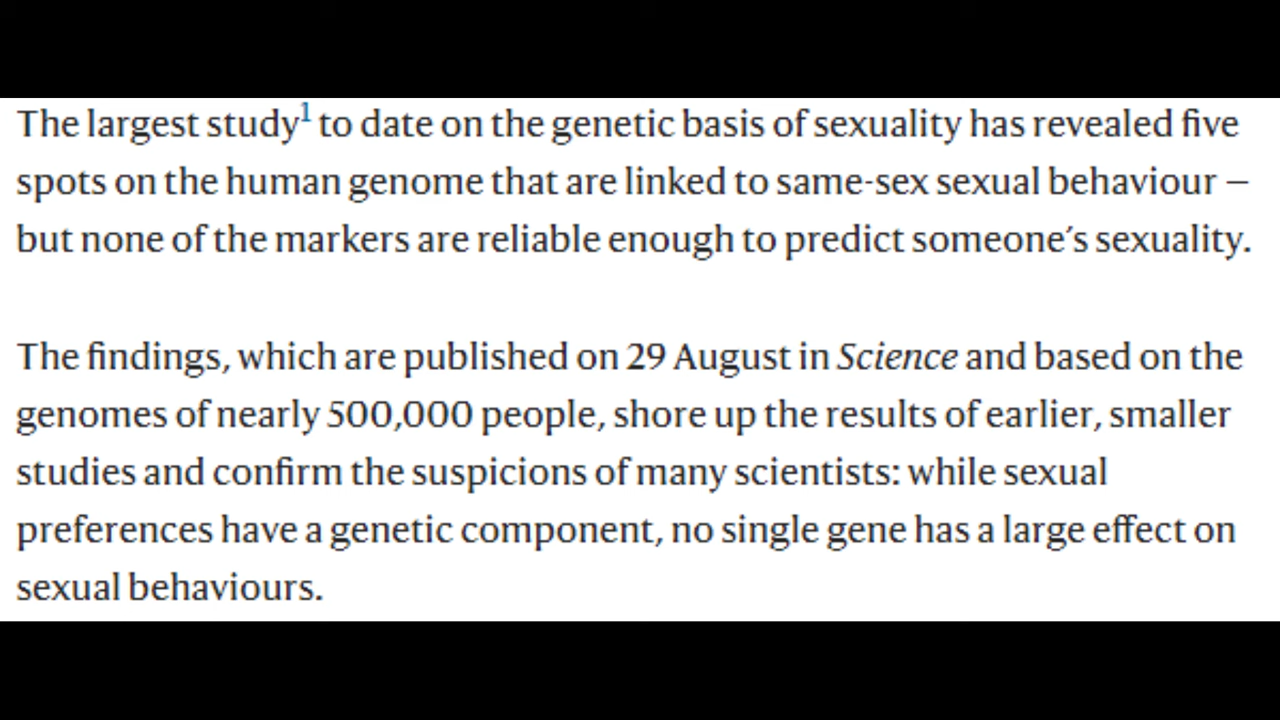 The largest study1 to date on the genetic basis of sexuality has revealed five
spots on the human genome that are linked to same-sex sexual behaviour –
but none of the markers are reliable enough to predict someone’s sexuality.
The findings, which are published on 29 August in Science and based on the
genomes of nearly 500,000 people, shore up the results of earlier, smaller
studies and confirm the suspicions of many scientists: while sexual
preferences have a genetic component, no single gene has a large effect on
sexual behaviours.